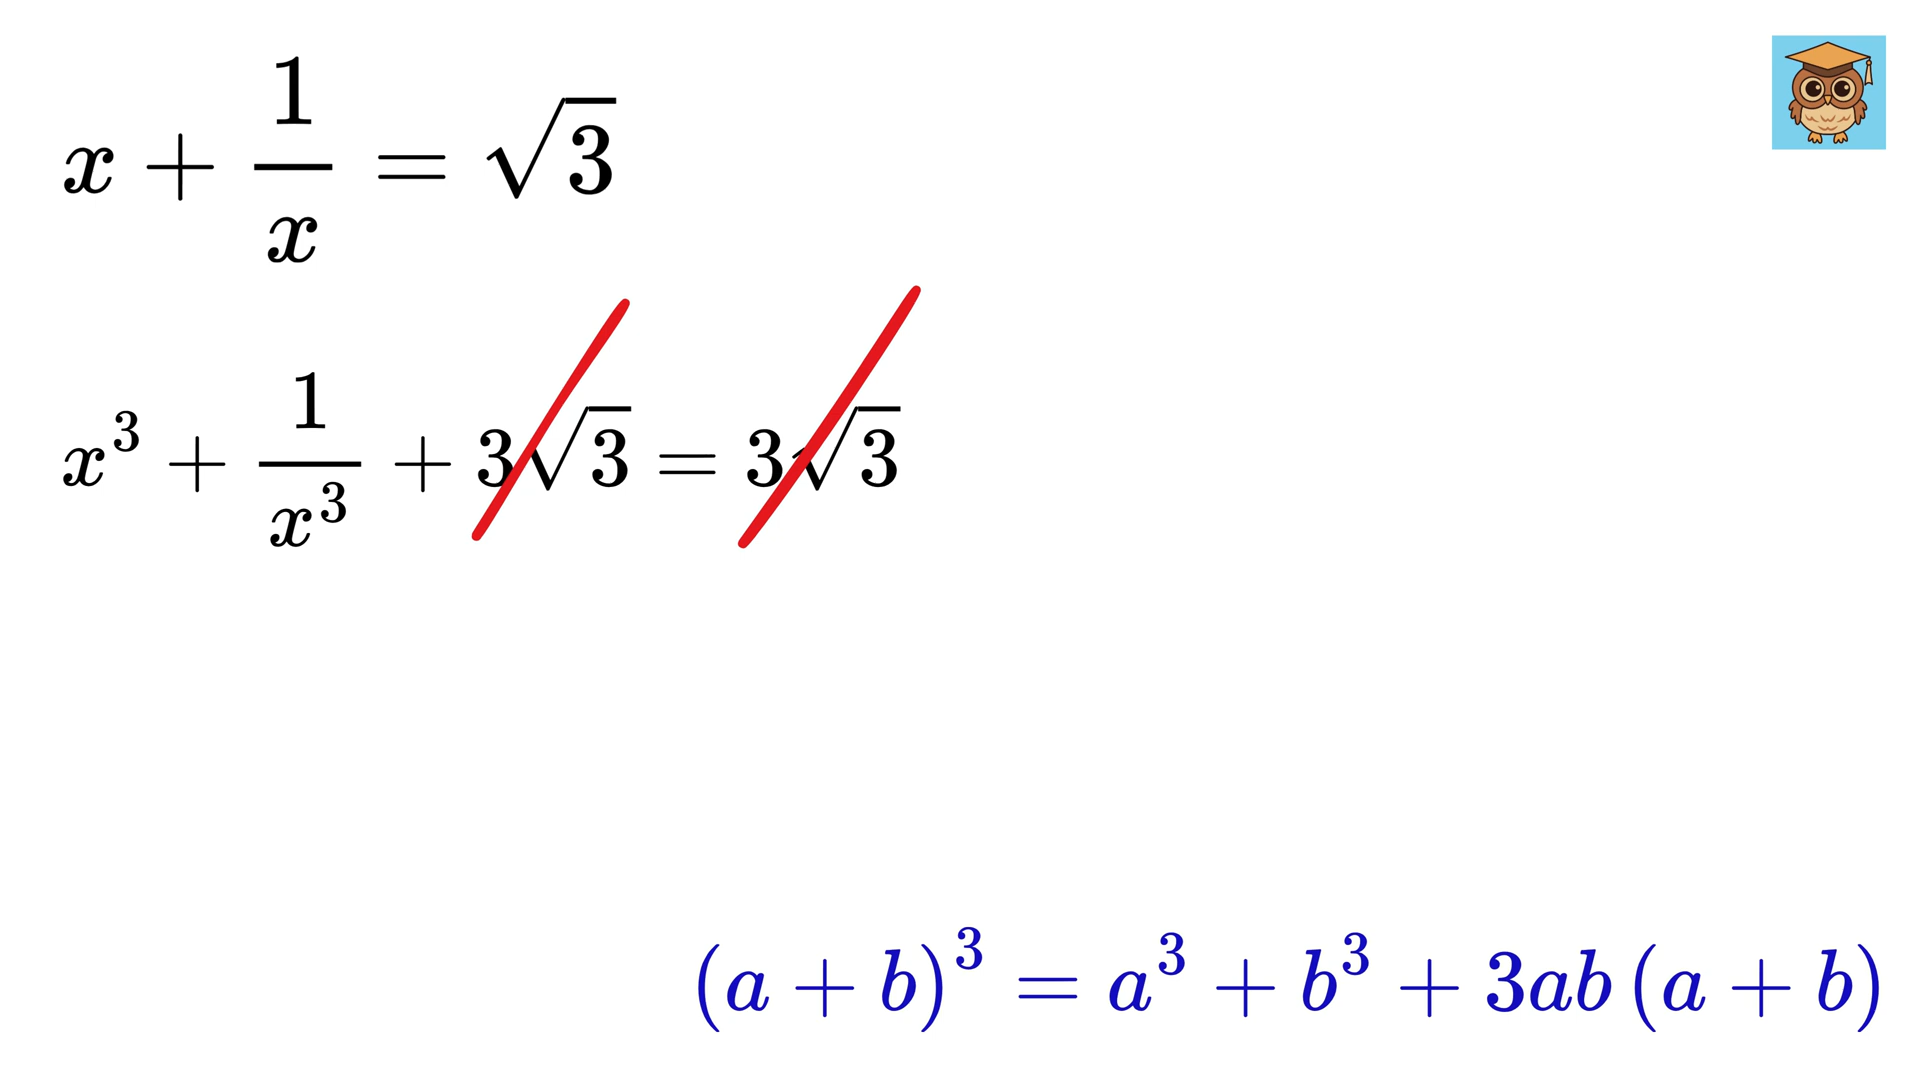 x + 1/x = √3
x³ + 1/x³ + 3√3 = 3√3
(a + b)³ = a³ + b³ + 3ab(a + b)